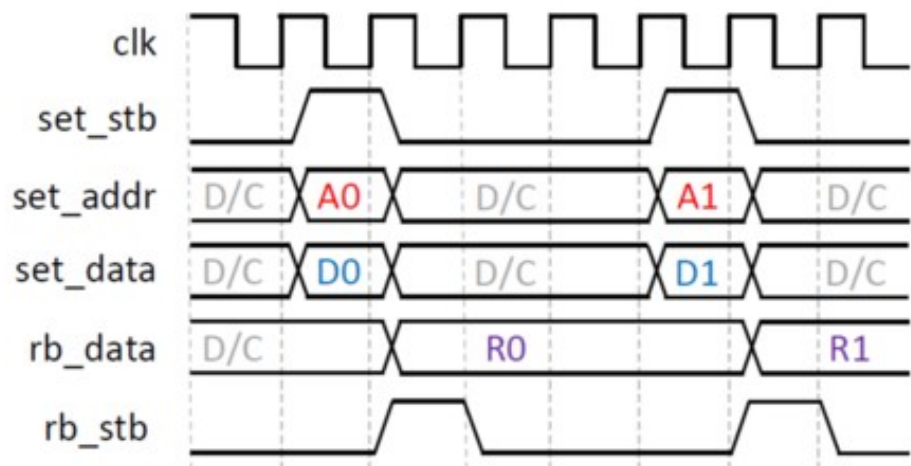 clk
set_stb
set_addr D/C A0 D/C A1 D/C
set_data D/C D0 D/C D1 D/C
rb_data D/C R0 R1
rb_stb